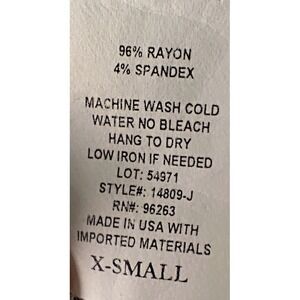 96% RAYON
4% SPANDEX
MACHINE WASH COLD
WATER NO BLEACH
HANG TO DRY
LOW IRON IF NEEDED
LOT: 54971
STYLE#: 14809-J
RN#: 96263
MADE IN USA WITH
IMPORTED MATERIALS
X-SMALL